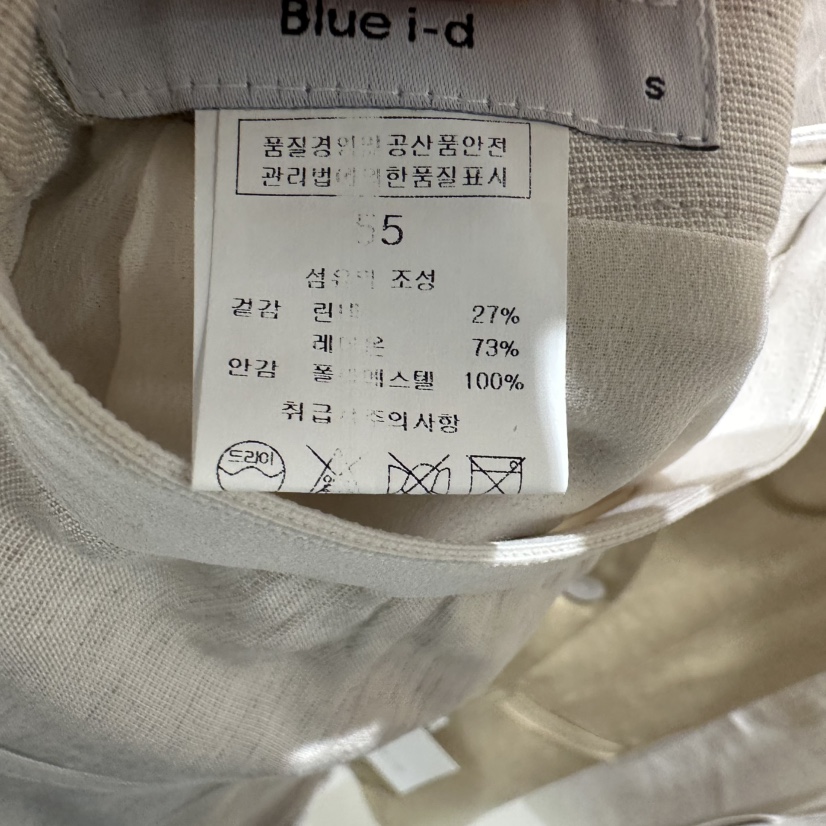 Blue i-d
S
품질경영및공산품안전
관리법에의한품질표시
55
섬유의 조성
겉감 린넨 27%
레이온 73%
안감 폴리에스텔 100%
취급시주의사항
드라이